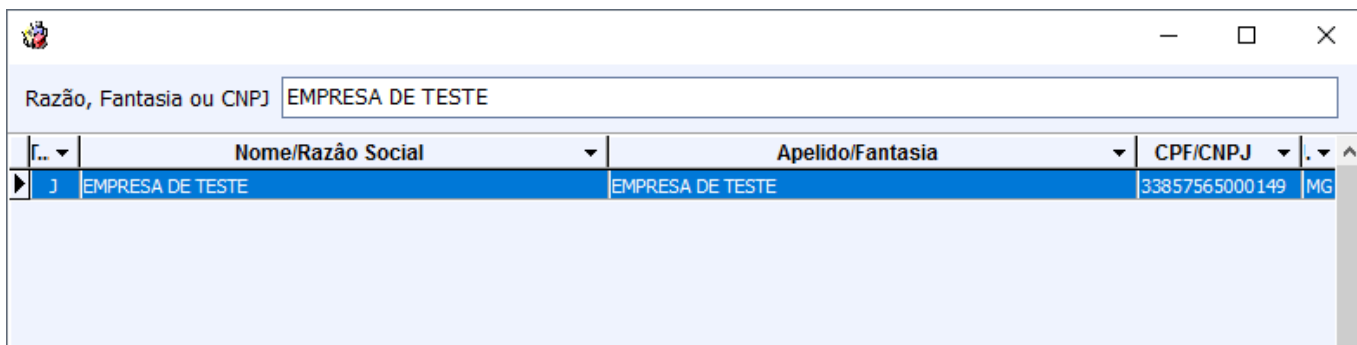 Razão, Fantasia ou CNPJ EMPRESA DE TESTE
T.. Nome/Razâo Social Apelido/Fantasia CPF/CNPJ
J EMPRESA DE TESTE EMPRESA DE TESTE 33857565000149 MG